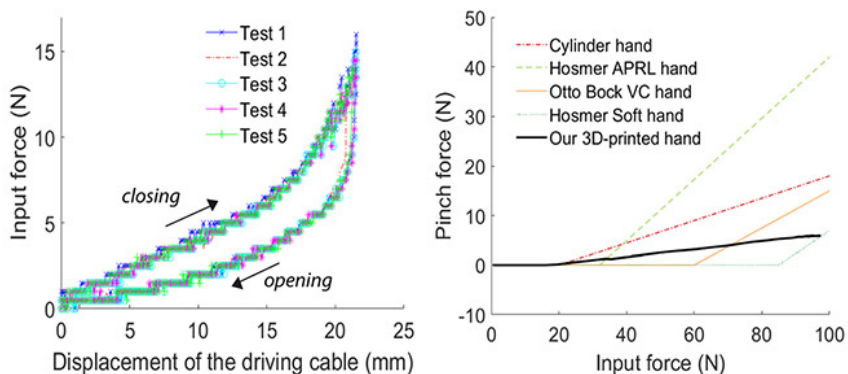 Input force (N)
15
10
5
0
Test 1
Test 2
Test 3
Test 4
Test 5
closing
opening
0
5
10
15
20
25
Displacement of the driving cable (mm)
Pinch force (N)
50
40
30
20
10
0
-10
Cylinder hand
Hosmer APRL hand
Otto Bock VC hand
Hosmer Soft hand
Our 3D-printed hand
0
20
40
60
80
100
Input force (N)